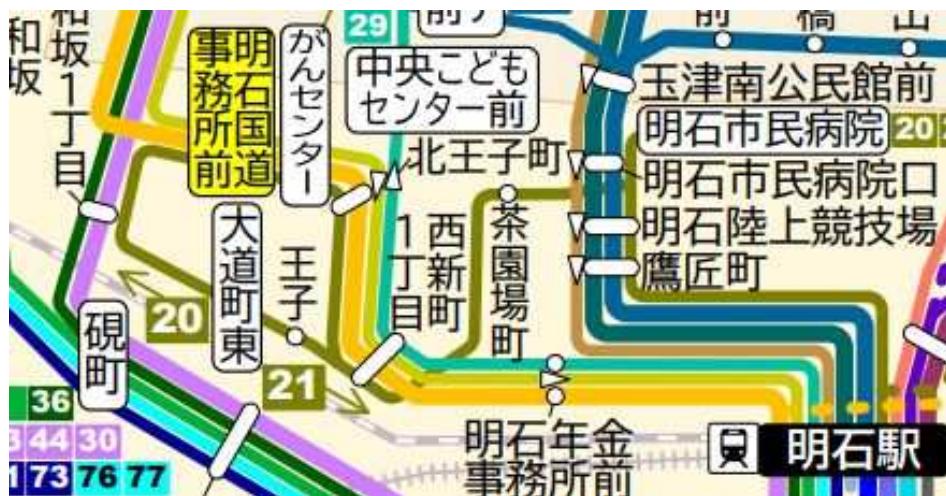 和坂
和坂1丁目
明石国道
事務所前
がんセンター
29
中央こども
センター前
前
橋
山
玉津南公民館前
明石市民病院
20
北王子町
明石市民病院口
明石陸上競技場
鷹匠町
大道町東
王子
西新町
1丁目
茶園場町
20
硯町
21
36
44 30
73 76 77
明石年金
事務所前
明石駅